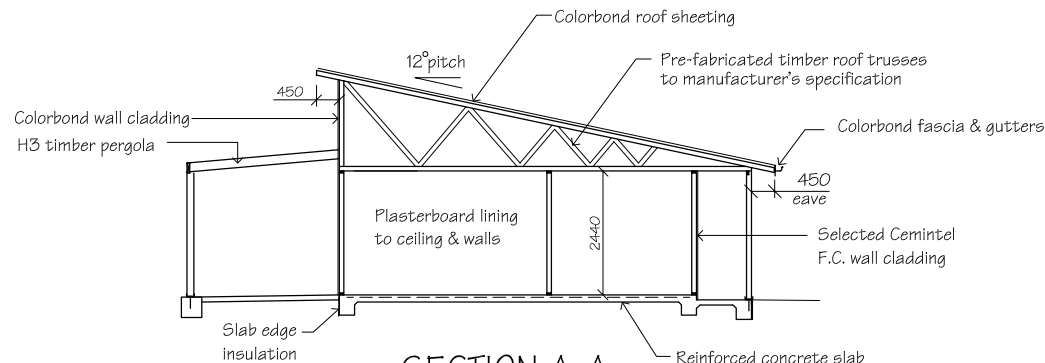 Colorbond roof sheeting
12° pitch
Pre-fabricated timber roof trusses
to manufacturer's specification
450
Colorbond wall cladding
H3 timber pergola
Colorbond fascia & gutters
450
eave
Plasterboard lining
to ceiling & walls
2440
Selected Cemintel
F.C. wall cladding
Slab edge
insulation
SECTION A-A
Reinforced concrete slab